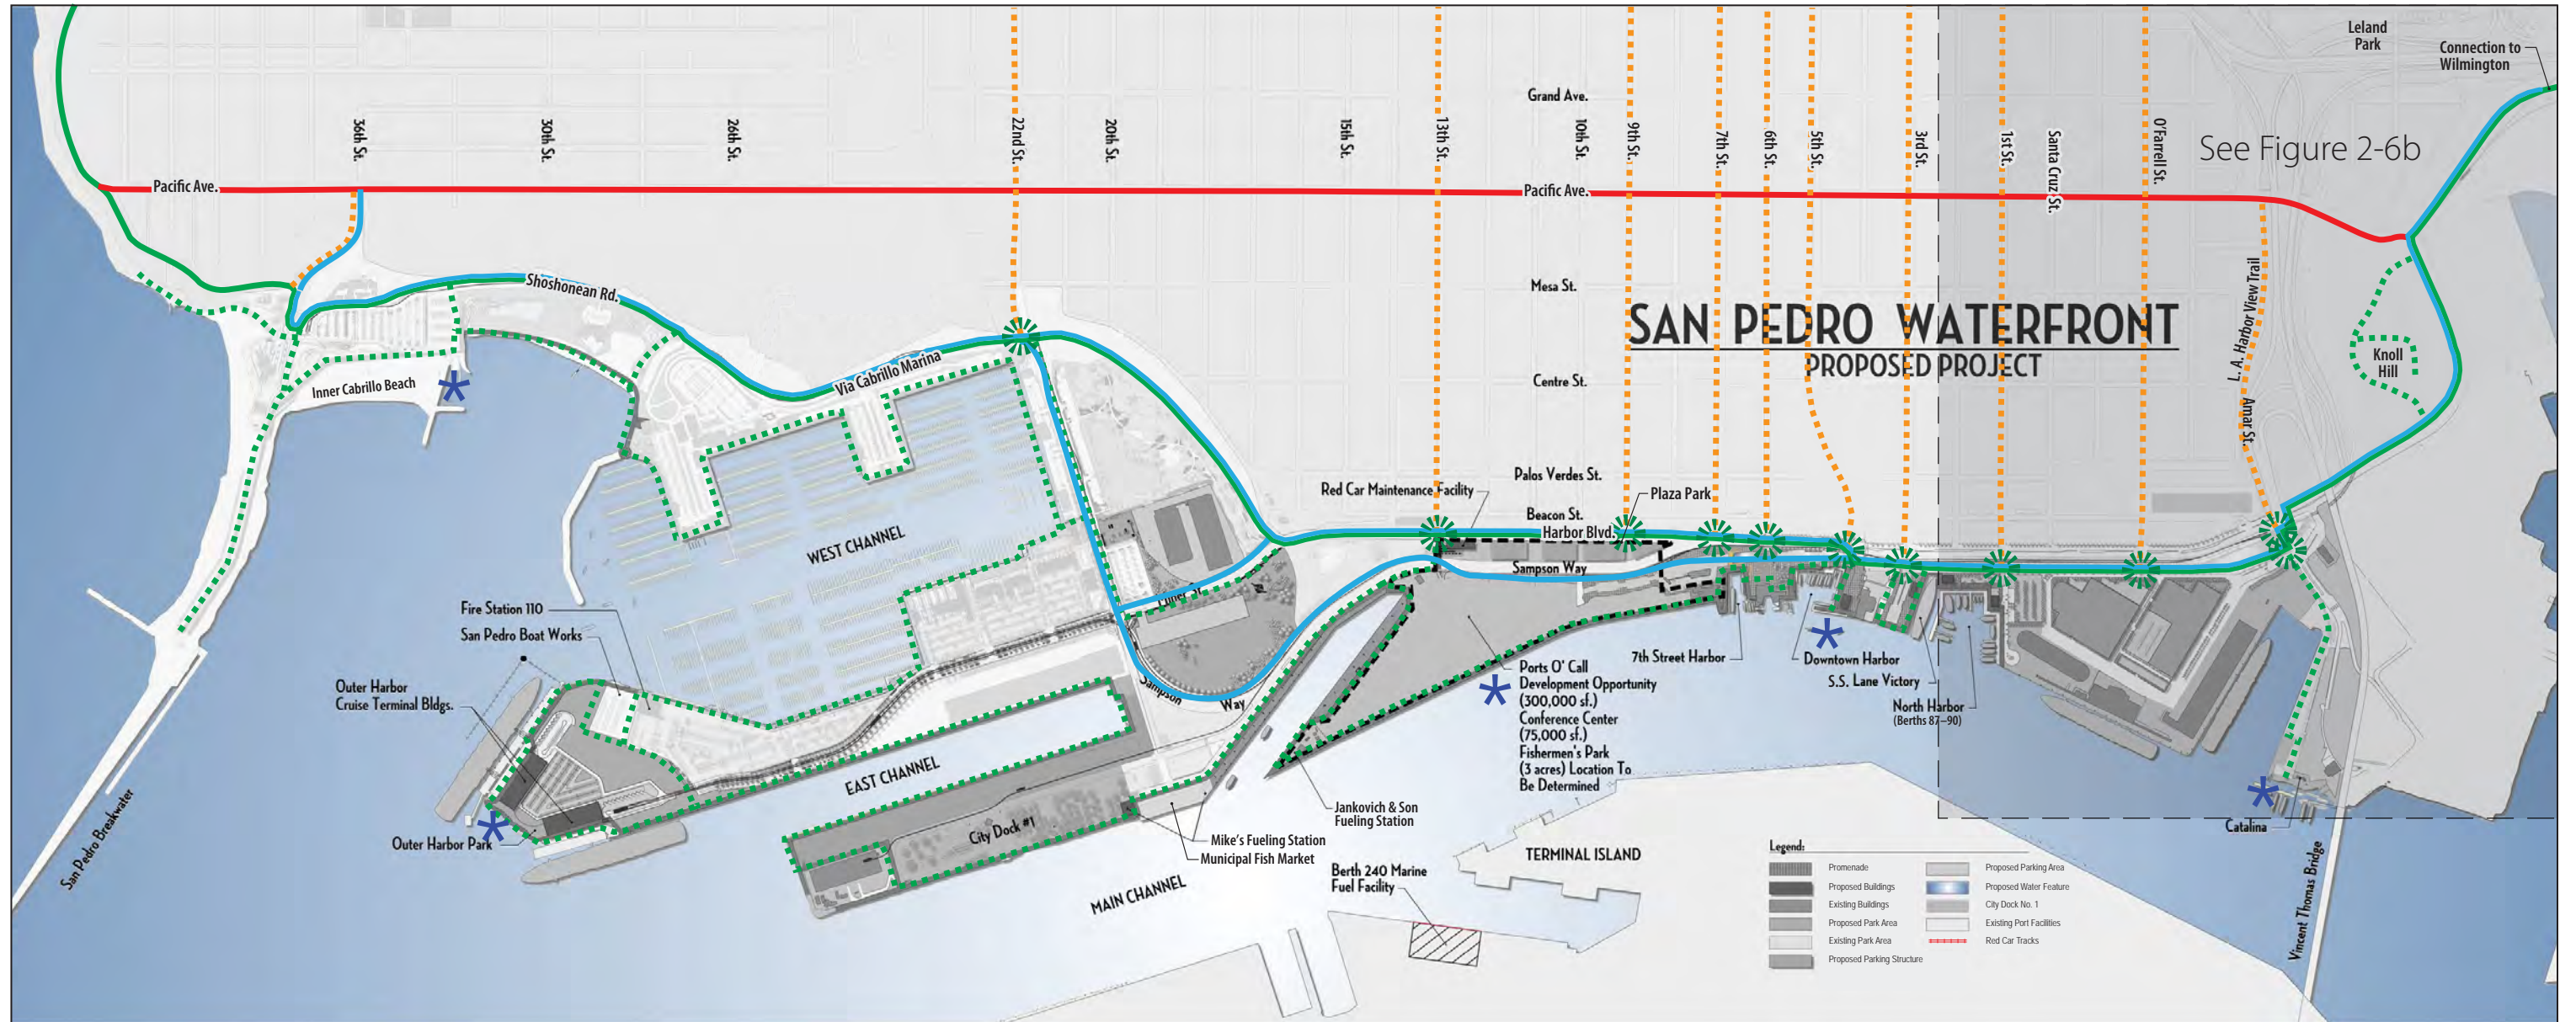 Leland
Park
Connection to
Wilmington
Grand Ave.
36th St.
30th St.
26th St.
22nd St.
20th St.
15th St.
13th St.
10th St.
9th St.
7th St.
6th St.
5th St.
3rd St.
1st St.
Santa Cruz St.
O'Farrell St.
See Figure 2-6b
Pacific Ave.
Pacific Ave.
Shoshonean Rd.
Mesa St.
SAN PEDRO WATERFRONT
PROPOSED PROJECT
L. A. Harbor View Trail
Amar St.
Knoll
Hill
Via Cabrillo Marina
Inner Cabrillo Beach
Centre St.
Palos Verdes St.
Red Car Maintenance Facility
Plaza Park
Beacon St.
Harbor Blvd.
WEST CHANNEL
Sampson Way
Miner St.
Fire Station 110
San Pedro Boat Works
Outer Harbor
Cruise Terminal Bldgs.
Sampson
Way
Ports O' Call
Development Opportunity
(300,000 sf.)
Conference Center
(75,000 sf.)
Fishermen's Park
(3 acres) Location To
Be Determined
7th Street Harbor
Downtown Harbor
S.S. Lane Victory
North Harbor
(Berths 87–90)
EAST CHANNEL
San Pedro Breakwater
Outer Harbor Park
City Dock #1
Jankovich & Son
Fueling Station
Mike's Fueling Station
Municipal Fish Market
MAIN CHANNEL
TERMINAL ISLAND
Berth 240 Marine
Fuel Facility
Catalina
Vincent Thomas Bridge
Legend:
Promenade
Proposed Buildings
Existing Buildings
Proposed Park Area
Existing Park Area
Proposed Parking Structure
Proposed Parking Area
Proposed Water Feature
City Dock No. 1
Existing Port Facilities
Red Car Tracks